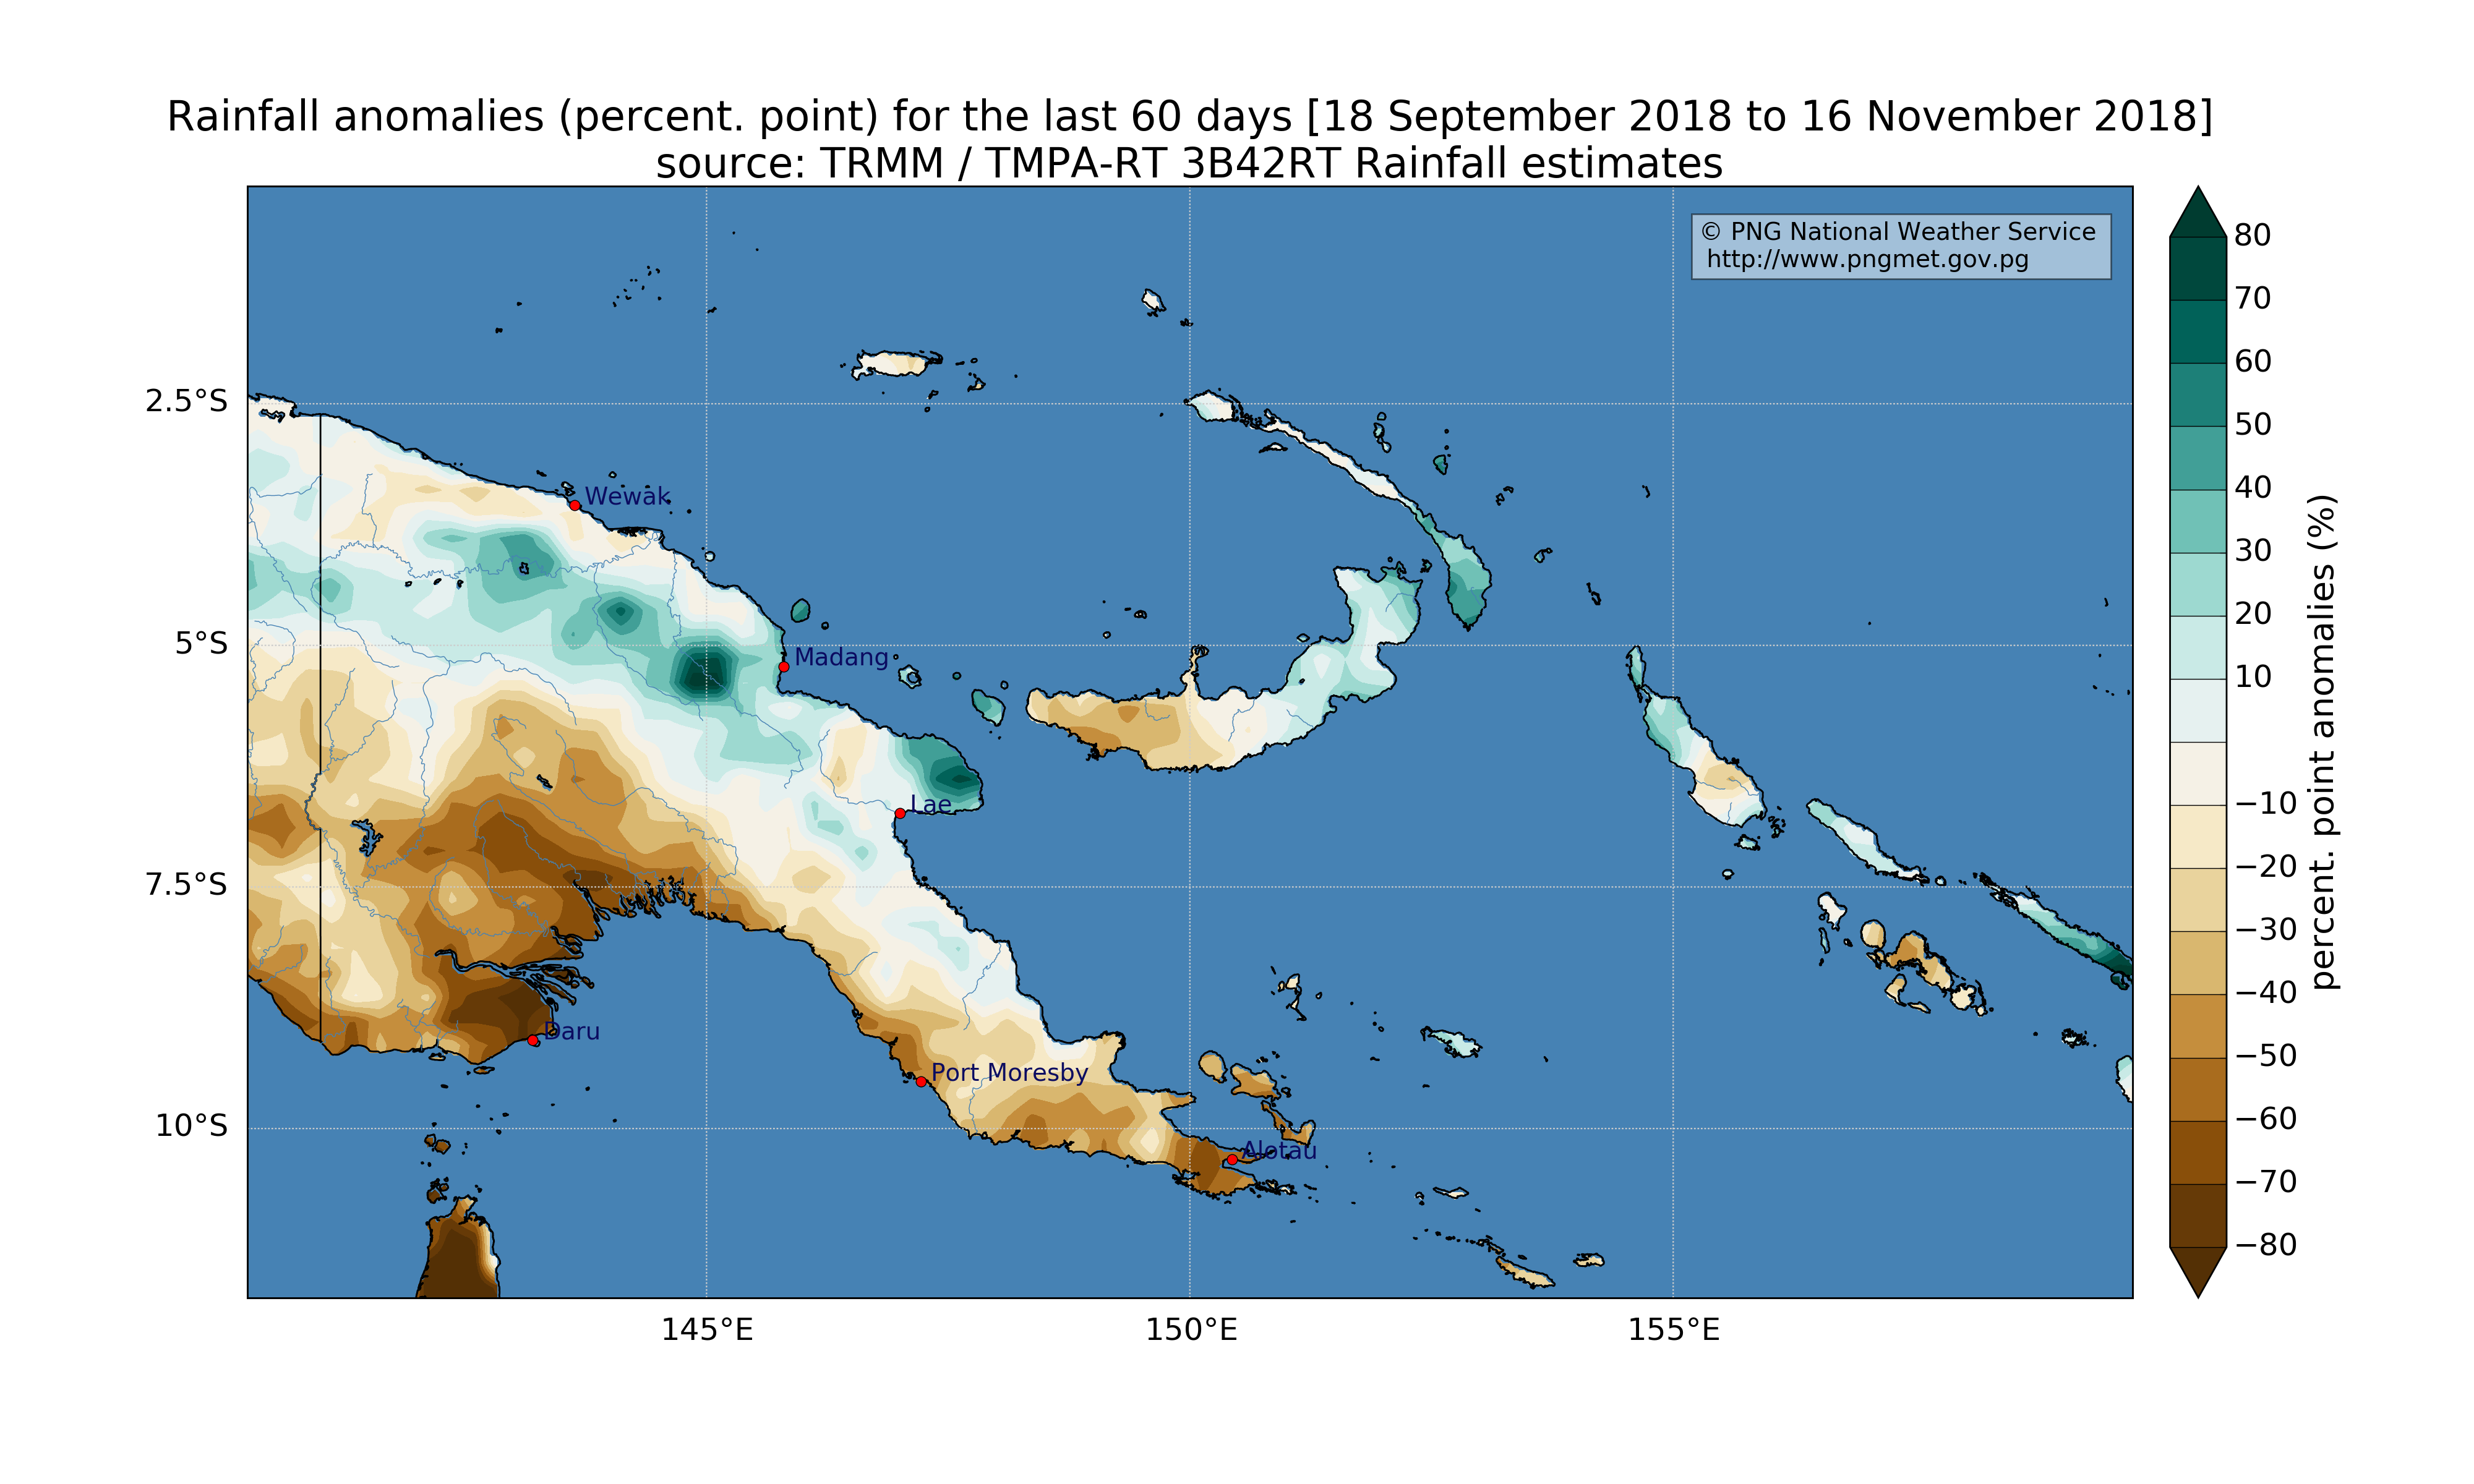 Rainfall anomalies (percent. point) for the last 60 days [18 September 2018 to 16 November 2018]
source: TRMM / TMPA-RT 3B42RT Rainfall estimates
© PNG National Weather Service
http://www.pngmet.gov.pg
2.5°S
5°S
7.5°S
10°S
145°E
150°E
155°E
Wewak
Madang
Lae
Daru
Port Moresby
Alotau
80
70
60
50
40
30
20
10
−10
−20
−30
−40
−50
−60
−70
−80
percent. point anomalies (%)